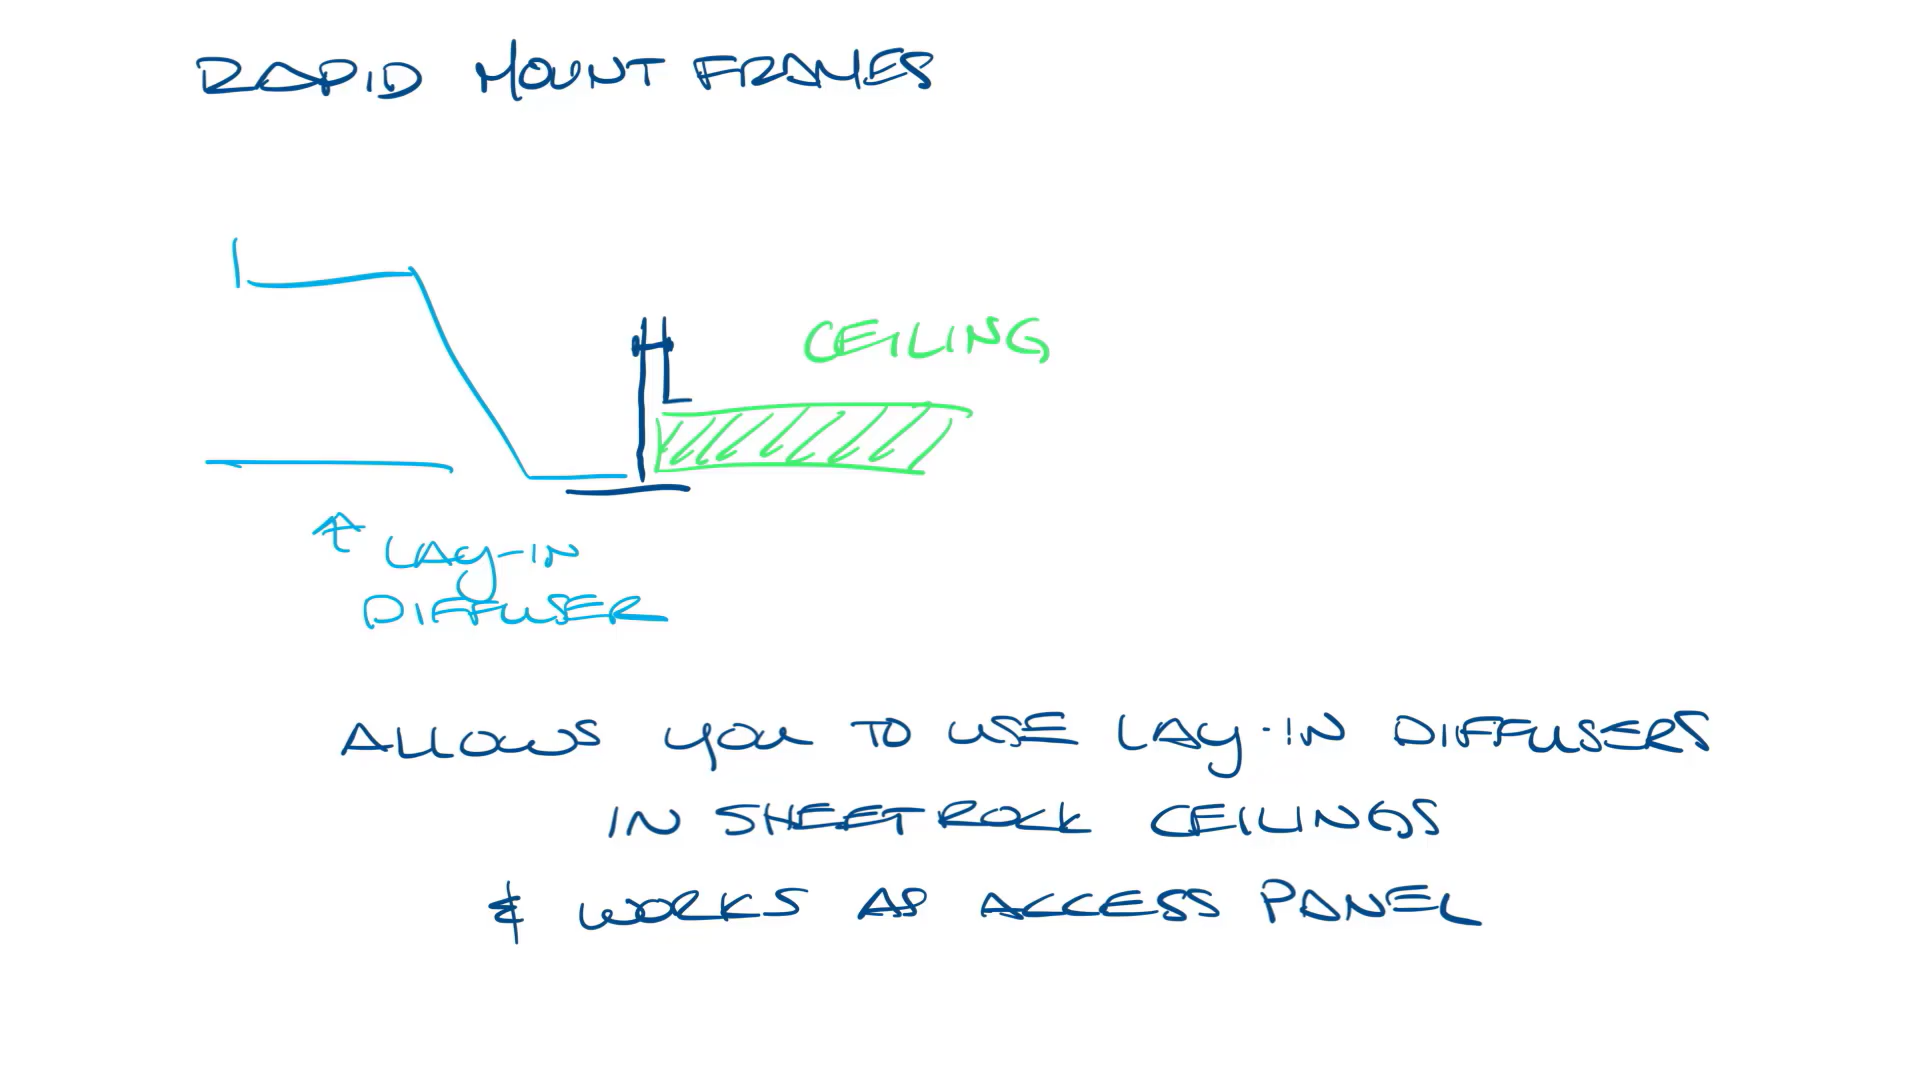 RAPID MOUNT FRAMES
CEILING
LAY-IN
DIFFUSER
ALLOWS YOU TO USE LAY-IN DIFFUSERS
IN SHEETROCK CEILINGS
& WORKS AS ACCESS PANEL